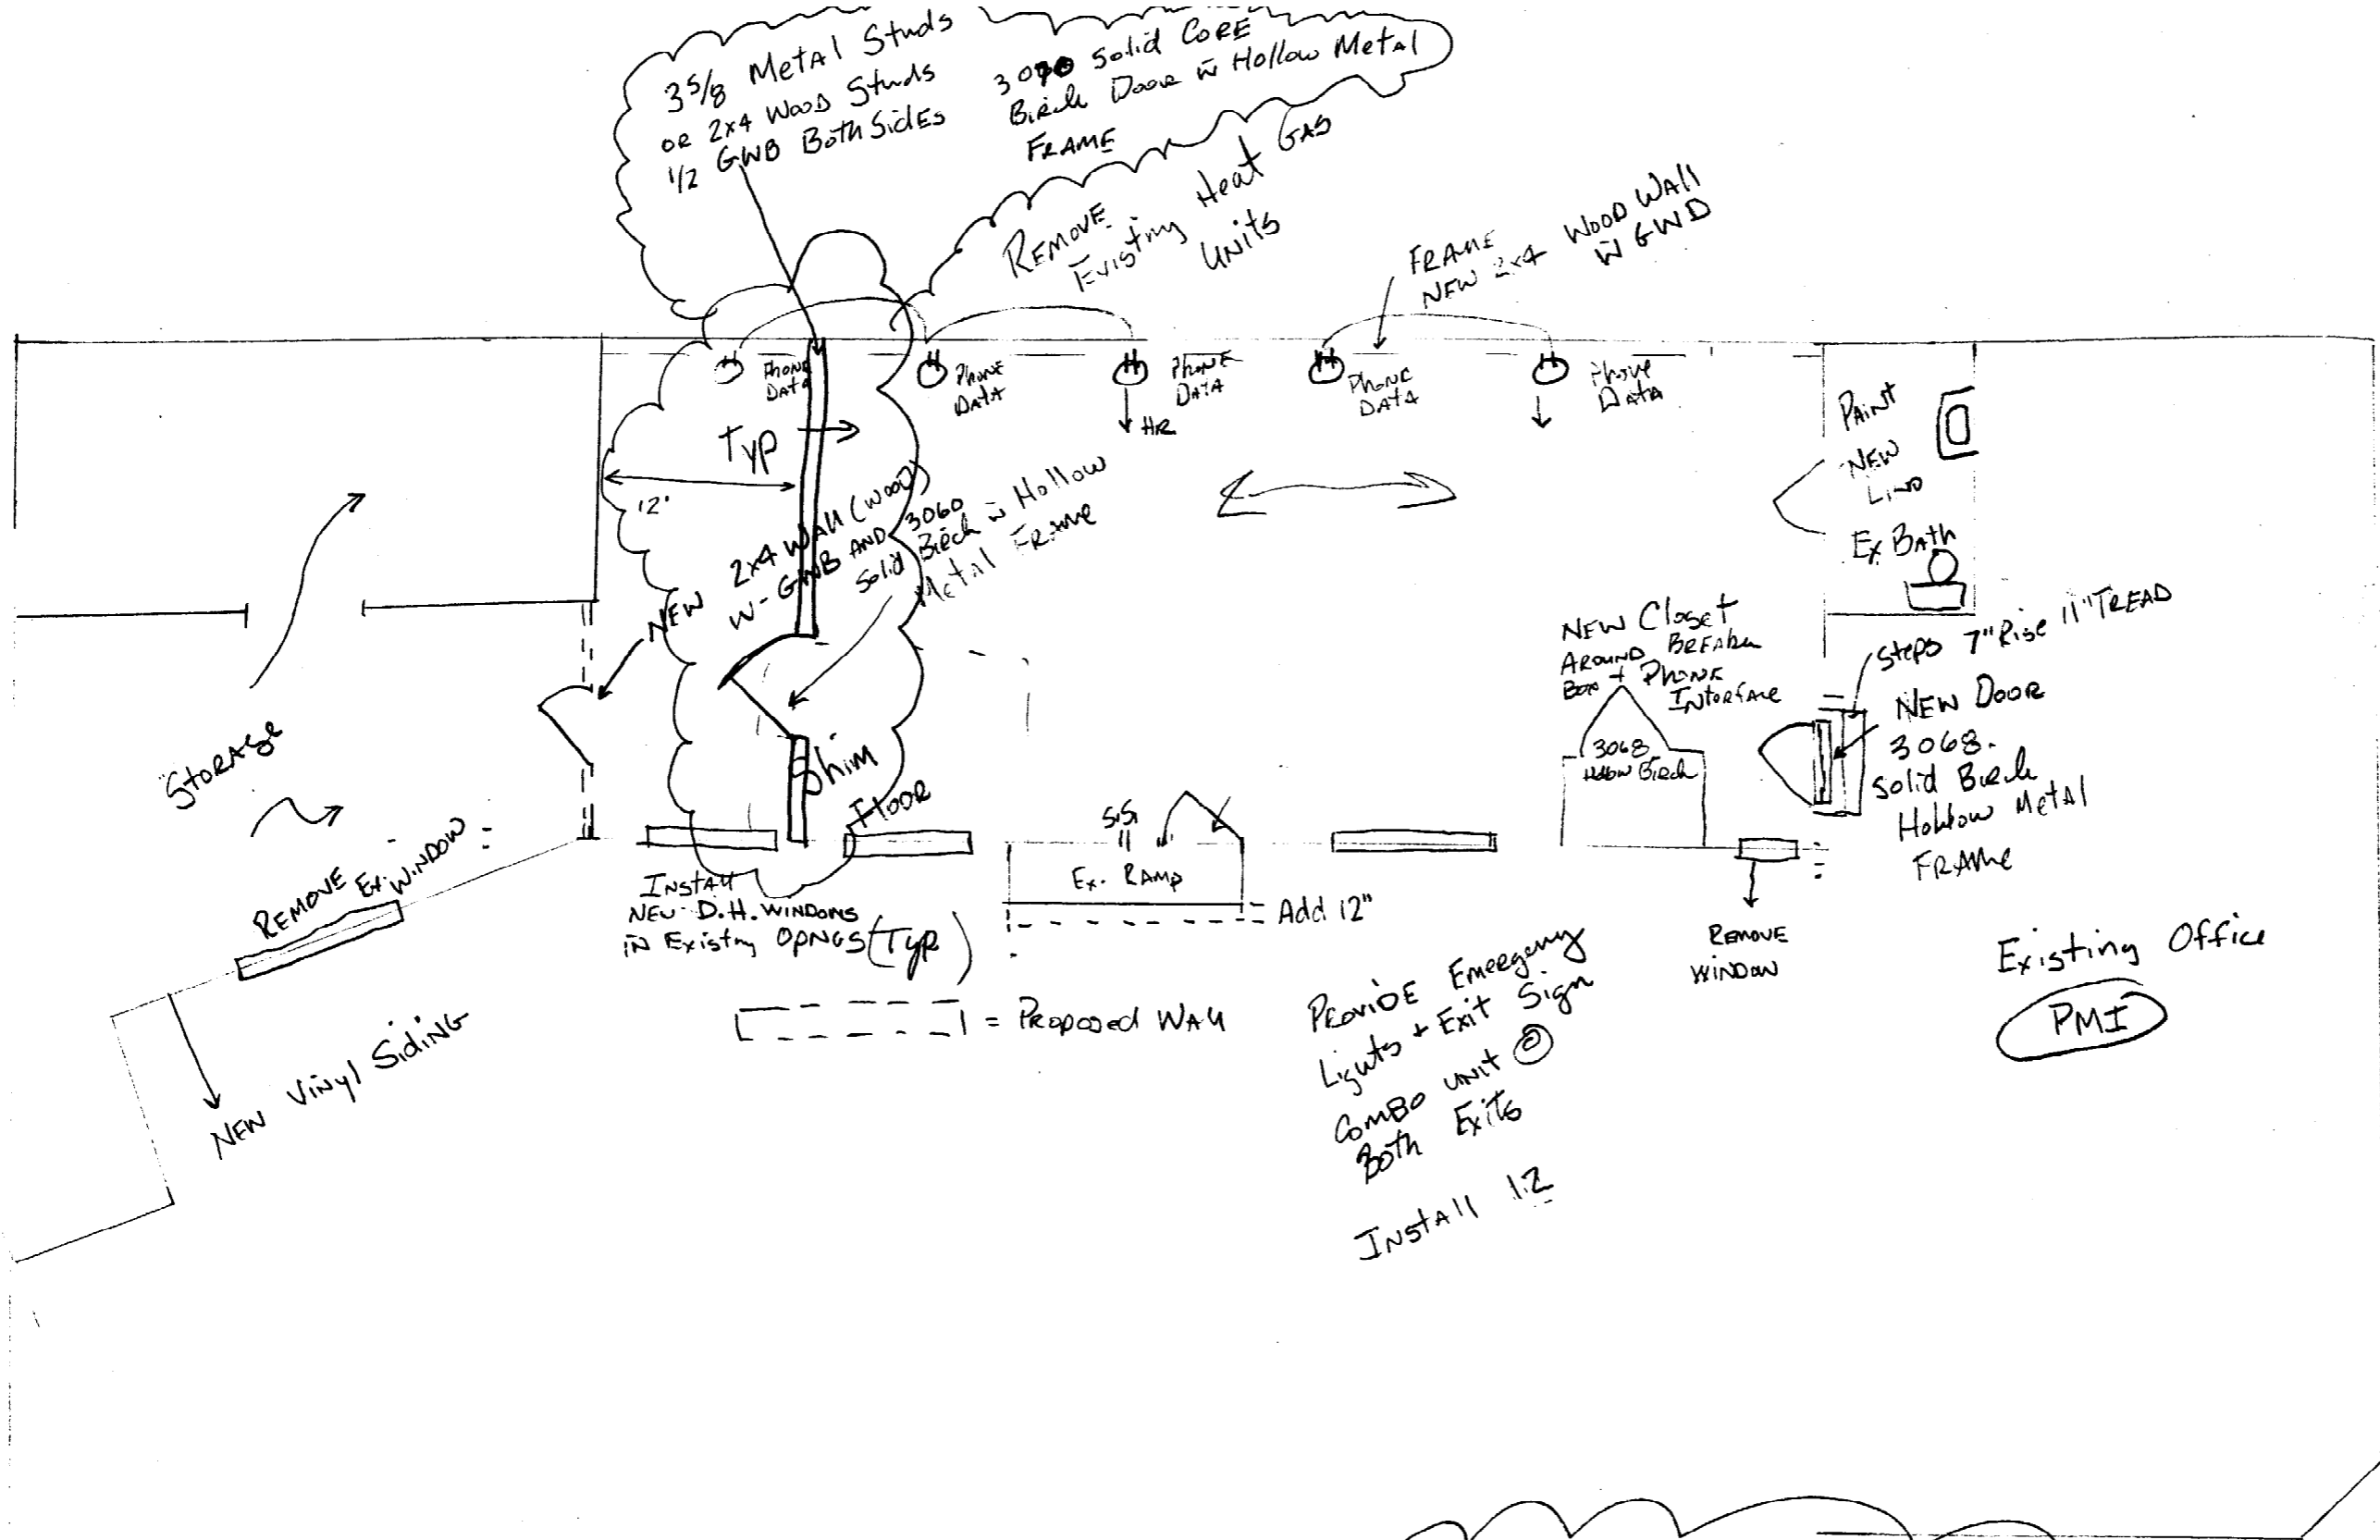 3 5/8 Metal Studs
or 2x4 Wood Studs
1/2 GWB Both Sides
3070 Solid Core
Birch Door w̄ Hollow Metal
Frame
Remove
Existing Heat Gas
Units
Frame
New 2x4 Wood Wall
w̄ GWD
Phone
Data
Phone
Data
Phone
Data
HR
Phone
Data
Phone
Data
Typ
12'
New 2x4 Wall (Wood)
W- GWB and 3060
Solid Birch w̄ Hollow
Metal Frame
Paint
New
Lino
Ex Bath
Storage
Shim
Floor
New Closet
Around Breaker
Box + Phone
Interface
3068
Hollow Birch
Steps 7" Rise 11" Tread
New Door
3068.
Solid Birch
Hollow Metal
Frame
Remove Ex. Window
Install
New D.H. Windows
in Existing Opngs (Typ)
Ex. Ramp
Add 12"
Remove
Window
= Proposed Wall
Provide Emergency
Lights + Exit Sign
Combo Unit @
Both Exits
Install 12
Existing Office
PMI
New Vinyl Siding